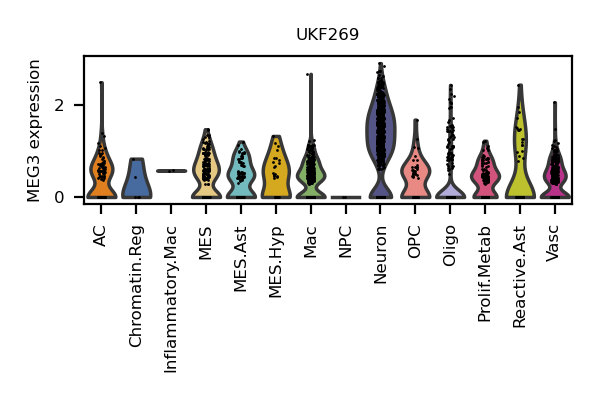 UKF269
MEG3 expression
2
0
AC
Chromatin.Reg
Inflammatory.Mac
MES
MES.Ast
MES.Hyp
Mac
NPC
Neuron
OPC
Oligo
Prolif.Metab
Reactive.Ast
Vasc